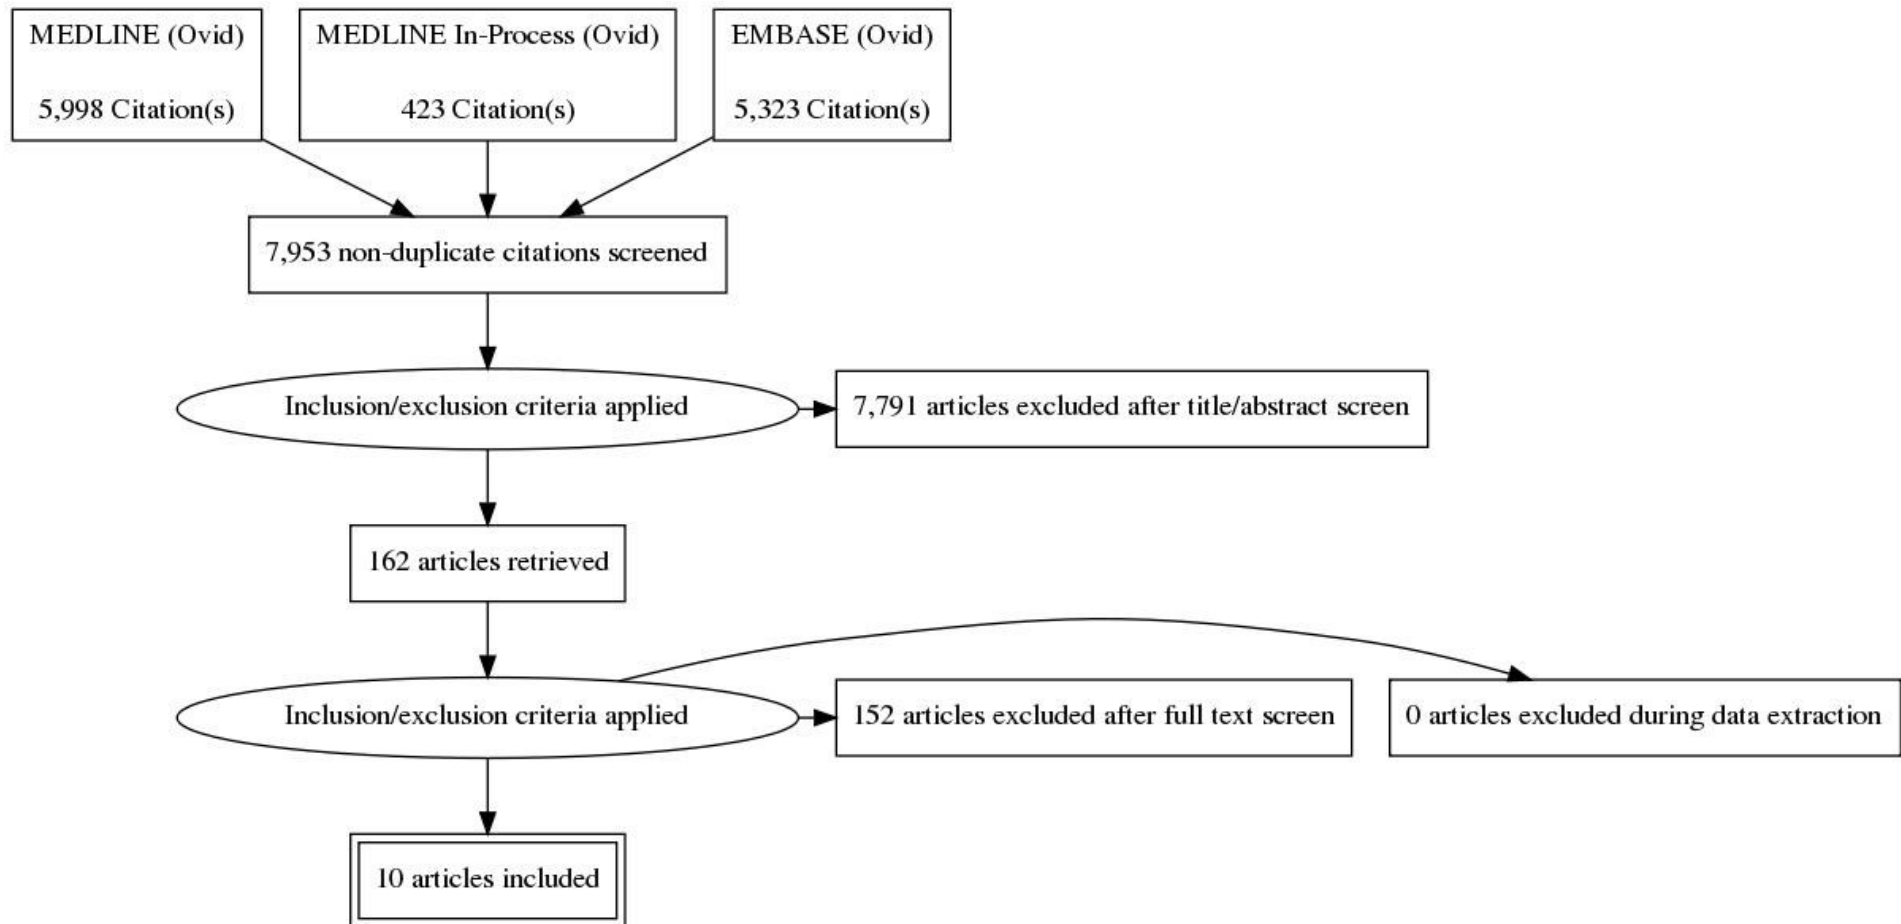 MEDLINE (Ovid)
5,998 Citation(s)
MEDLINE In-Process (Ovid)
423 Citation(s)
EMBASE (Ovid)
5,323 Citation(s)
7,953 non-duplicate citations screened
Inclusion/exclusion criteria applied
7,791 articles excluded after title/abstract screen
162 articles retrieved
Inclusion/exclusion criteria applied
152 articles excluded after full text screen
0 articles excluded during data extraction
10 articles included